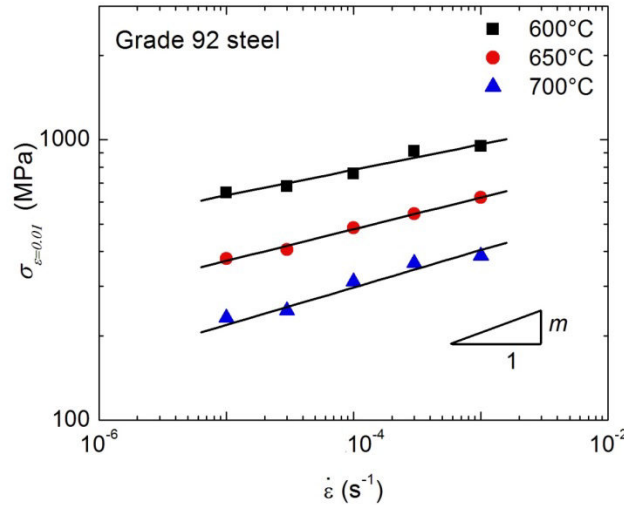 Grade 92 steel
600°C
650°C
700°C
1000
100
σε=0.01 (MPa)
m
1
10⁻⁶
10⁻⁴
10⁻²
ε̇ (s⁻¹)